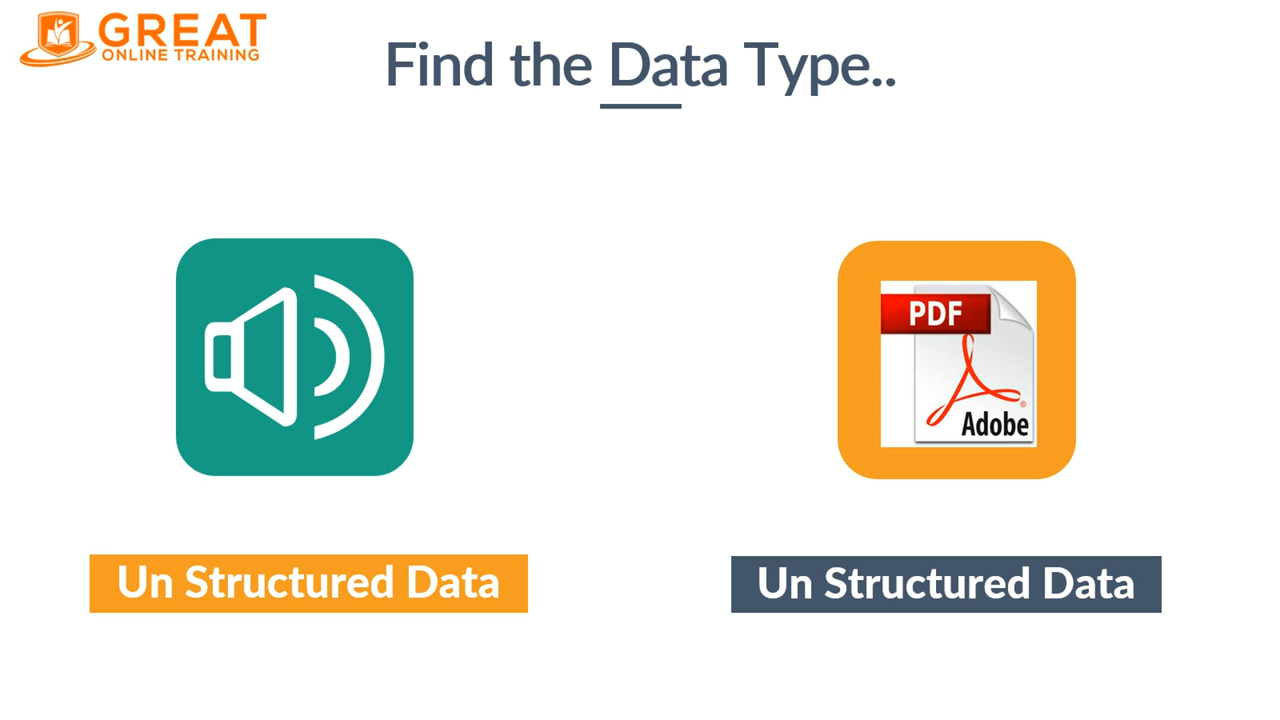 GREAT
ONLINE TRAINING
Find the Data Type..
PDF
Adobe
Un Structured Data
Un Structured Data